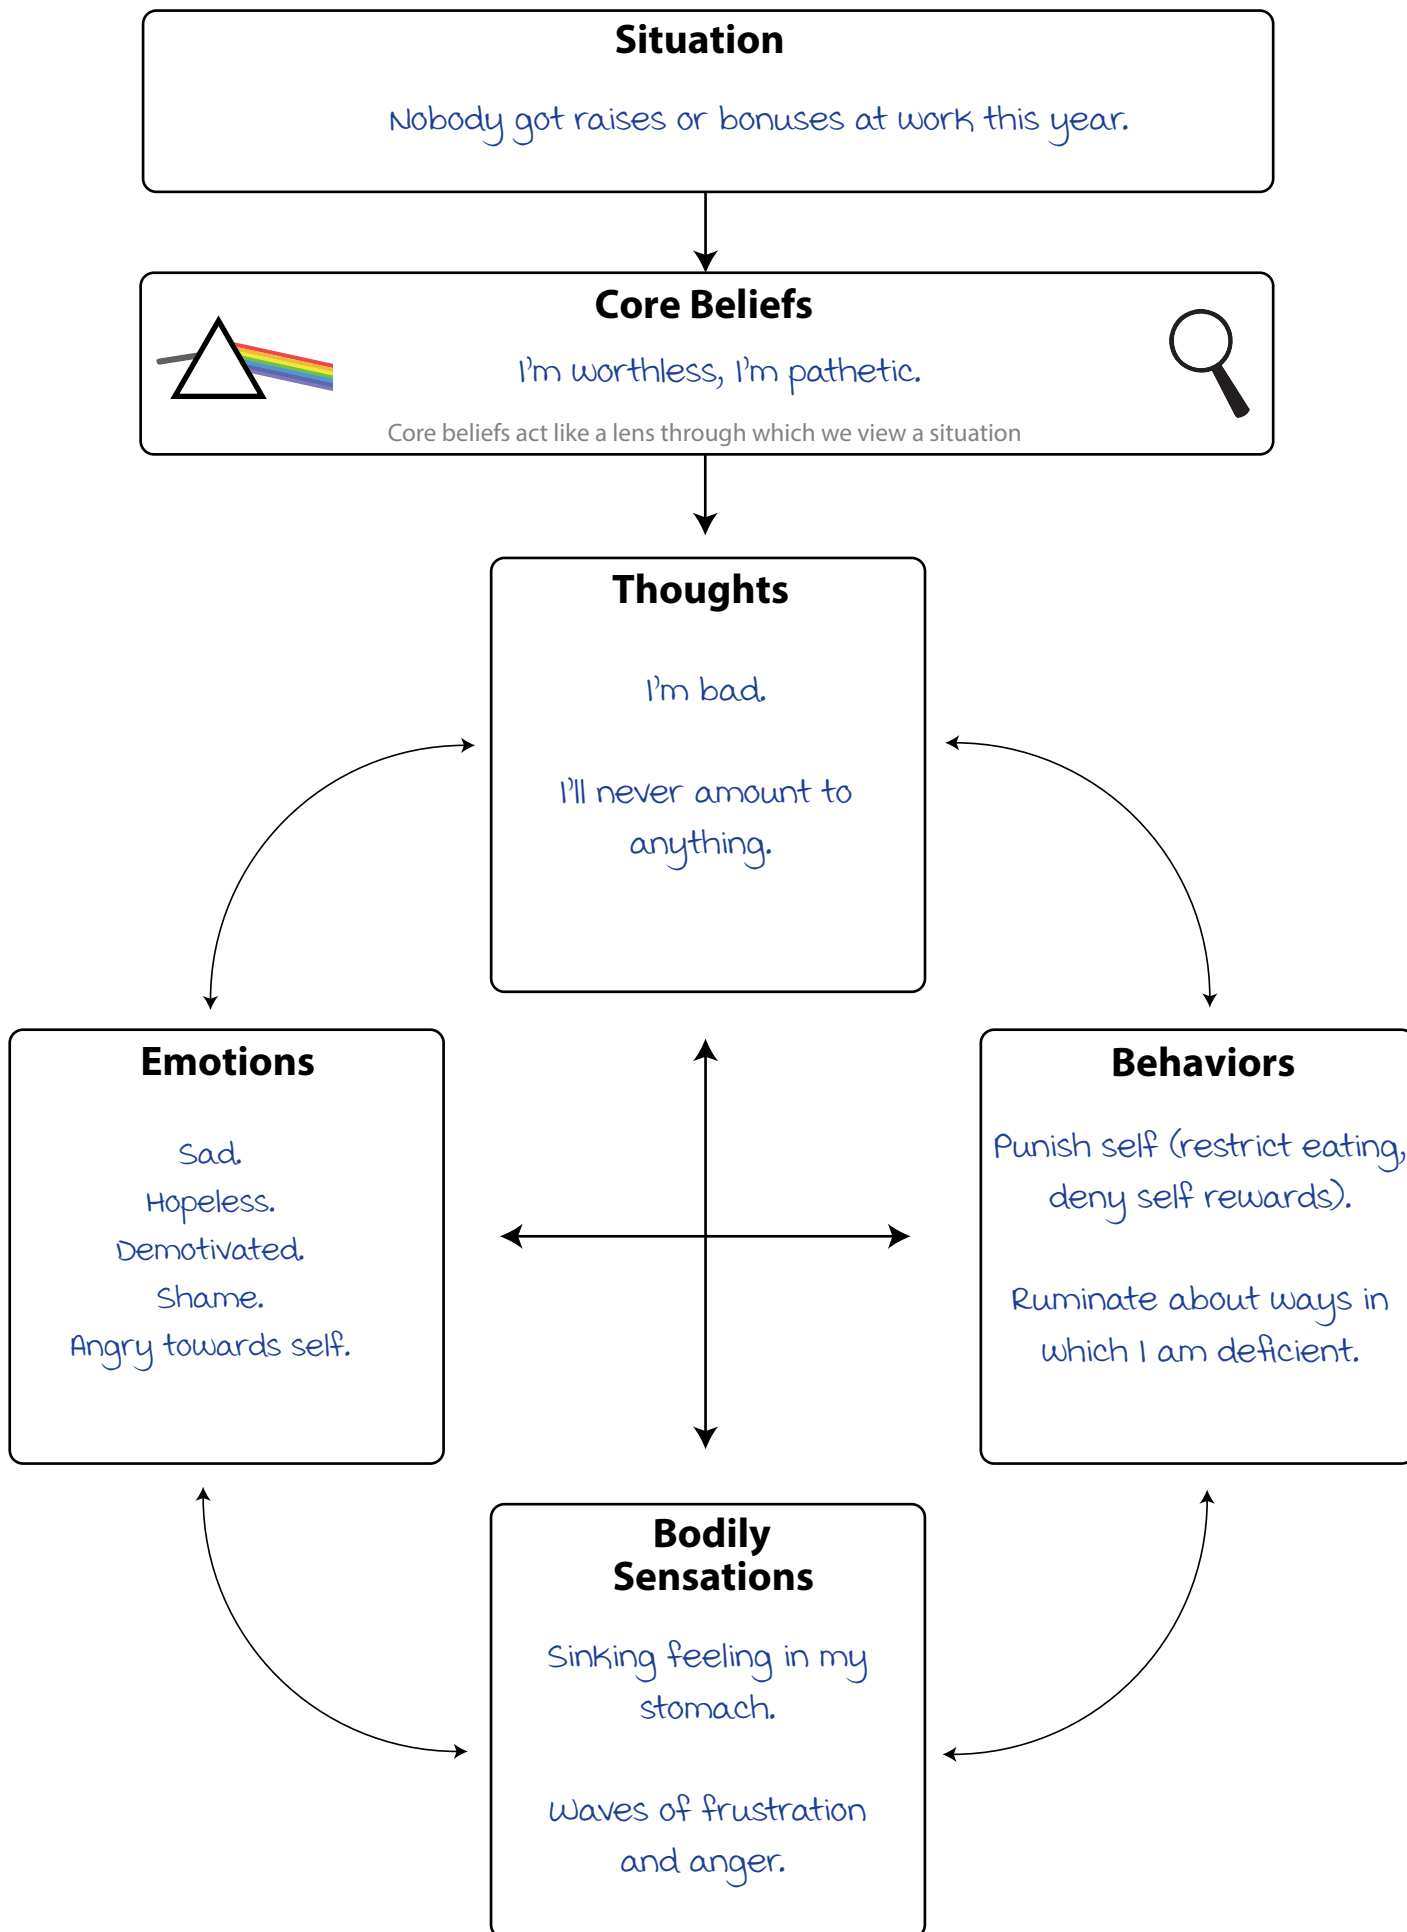 Situation
Nobody got raises or bonuses at work this year.
Core Beliefs
I'm worthless, I'm pathetic.
Core beliefs act like a lens through which we view a situation
Thoughts
I'm bad.
I'll never amount to
anything.
Emotions
Sad.
Hopeless.
Demotivated.
Shame.
Angry towards self.
Behaviors
Punish self (restrict eating,
deny self rewards).
Ruminate about ways in
which I am deficient.
Bodily
Sensations
Sinking feeling in my
stomach.
Waves of frustration
and anger.